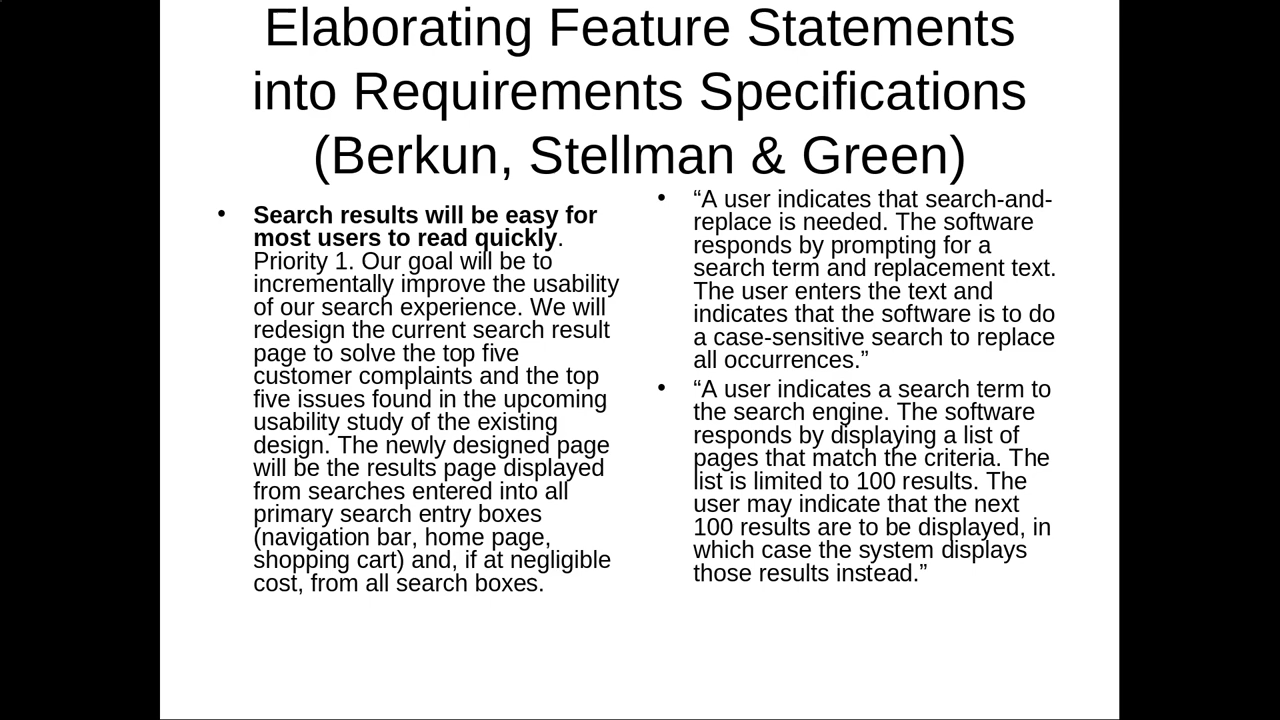 Elaborating Feature Statements
into Requirements Specifications
(Berkun, Stellman & Green)
• Search results will be easy for
most users to read quickly.
Priority 1. Our goal will be to
incrementally improve the usability
of our search experience. We will
redesign the current search result
page to solve the top five
customer complaints and the top
five issues found in the upcoming
usability study of the existing
design. The newly designed page
will be the results page displayed
from searches entered into all
primary search entry boxes
(navigation bar, home page,
shopping cart) and, if at negligible
cost, from all search boxes.
• “A user indicates that search-and-
replace is needed. The software
responds by prompting for a
search term and replacement text.
The user enters the text and
indicates that the software is to do
a case-sensitive search to replace
all occurrences.”
• “A user indicates a search term to
the search engine. The software
responds by displaying a list of
pages that match the criteria. The
list is limited to 100 results. The
user may indicate that the next
100 results are to be displayed, in
which case the system displays
those results instead.”